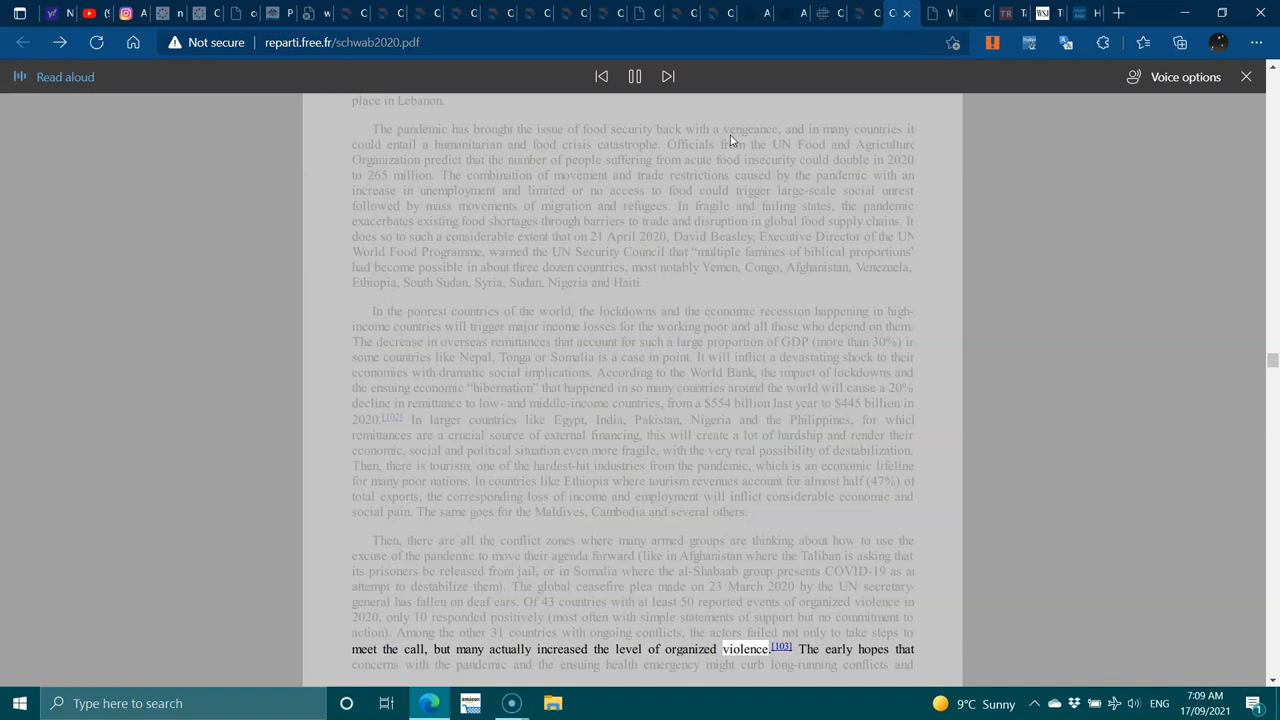 Not secure
reparti.free.fr/schwab2020.pdf
Read aloud
Voice options
place in Lebanon.
The pandemic has brought the issue of food security back with a vengeance, and in many countries it
could entail a humanitarian and food crisis catastrophe. Officials from the UN Food and Agriculture
Organization predict that the number of people suffering from acute food insecurity could double in 2020
to 265 million. The combination of movement and trade restrictions caused by the pandemic with an
increase in unemployment and limited or no access to food could trigger large-scale social unrest
followed by mass movements of migration and refugees. In fragile and failing states, the pandemic
exacerbates existing food shortages through barriers to trade and disruption in global food supply chains. It
does so to such a considerable extent that on 21 April 2020, David Beasley, Executive Director of the UN
World Food Programme, warned the UN Security Council that “multiple famines of biblical proportions”
had become possible in about three dozen countries, most notably Yemen, Congo, Afghanistan, Venezuela,
Ethiopia, South Sudan, Syria, Sudan, Nigeria and Haiti.
In the poorest countries of the world, the lockdowns and the economic recession happening in high-
income countries will trigger major income losses for the working poor and all those who depend on them.
The decrease in overseas remittances that account for such a large proportion of GDP (more than 30%) in
some countries like Nepal, Tonga or Somalia is a case in point. It will inflict a devastating shock to their
economies with dramatic social implications. According to the World Bank, the impact of lockdowns and
the ensuing economic “hibernation” that happened in so many countries around the world will cause a 20%
decline in remittance to low- and middle-income countries, from a $554 billion last year to $445 billion in
2020.[102] In larger countries like Egypt, India, Pakistan, Nigeria and the Philippines, for which
remittances are a crucial source of external financing, this will create a lot of hardship and render their
economic, social and political situation even more fragile, with the very real possibility of destabilization.
Then, there is tourism, one of the hardest-hit industries from the pandemic, which is an economic lifeline
for many poor nations. In countries like Ethiopia where tourism revenues account for almost half (47%) of
total exports, the corresponding loss of income and employment will inflict considerable economic and
social pain. The same goes for the Maldives, Cambodia and several others.
Then, there are all the conflict zones where many armed groups are thinking about how to use the
excuse of the pandemic to move their agenda forward (like in Afghanistan where the Taliban is asking that
its prisoners be released from jail, or in Somalia where the al-Shabaab group presents COVID-19 as an
attempt to destabilize them). The global ceasefire plea made on 23 March 2020 by the UN secretary-
general has fallen on deaf ears. Of 43 countries with at least 50 reported events of organized violence in
2020, only 10 responded positively (most often with simple statements of support but no commitment to
action). Among the other 31 countries with ongoing conflicts, the actors failed not only to take steps to
meet the call, but many actually increased the level of organized violence.[103] The early hopes that
concerns with the pandemic and the ensuing health emergency might curb long-running conflicts and
Type here to search
9°C Sunny
ENG
7:09 AM
17/09/2021